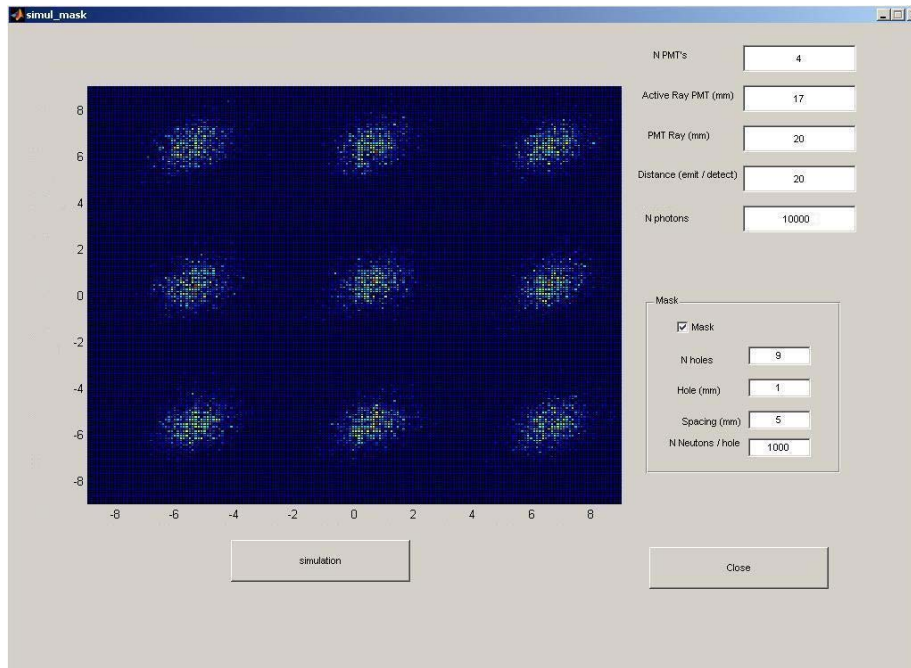 simul_mask
N PMT's 4
Active Ray PMT (mm) 17
PMT Ray (mm) 20
Distance (emit / detect) 20
N photons 10000
8
6
4
2
0
-2
-4
-6
-8
-8 -6 -4 -2 0 2 4 6 8
Mask
Mask
N holes 9
Hole (mm) 1
Spacing (mm) 5
N Neutons / hole 1000
simulation
Close